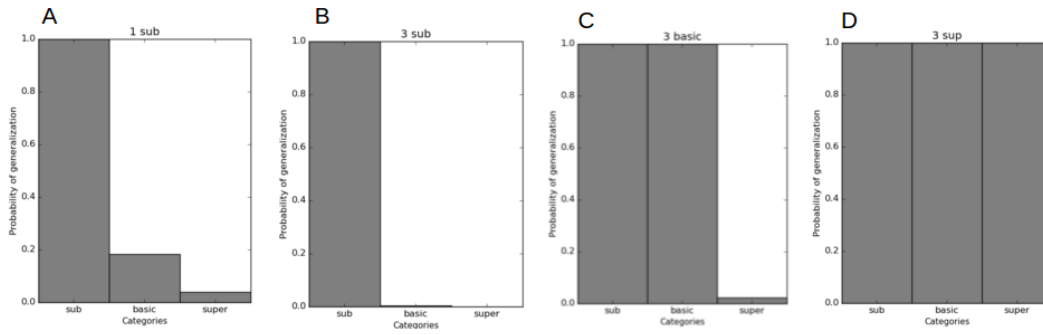 A
1 sub
1.0
0.8
0.6
0.4
0.2
0.0
Probability of generalization
sub basic super
Categories
B
3 sub
1.0
0.8
0.6
0.4
0.2
0.0
Probability of generalization
sub basic super
Categories
C
3 basic
1.0
0.8
0.6
0.4
0.2
0.0
Probability of generalization
sub basic super
Categories
D
3 sup
1.0
0.8
0.6
0.4
0.2
0.0
Probability of generalization
sub basic super
Categories